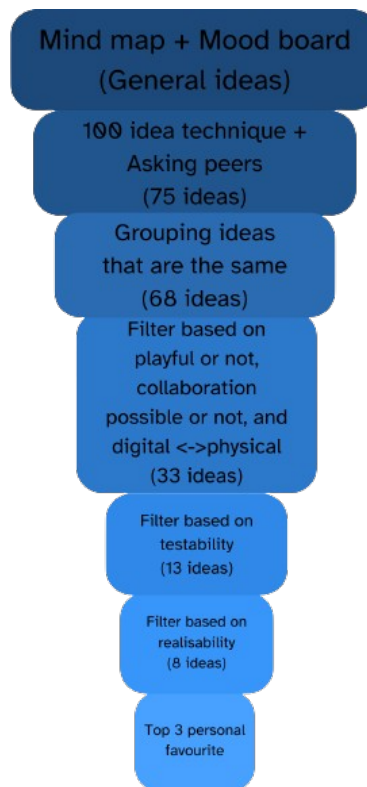 Mind map + Mood board
(General ideas)
100 idea technique +
Asking peers
(75 ideas)
Grouping ideas
that are the same
(68 ideas)
Filter based on
playful or not,
collaboration
possible or not, and
digital <->physical
(33 ideas)
Filter based on
testability
(13 ideas)
Filter based on
realisability
(8 ideas)
Top 3 personal
favourite